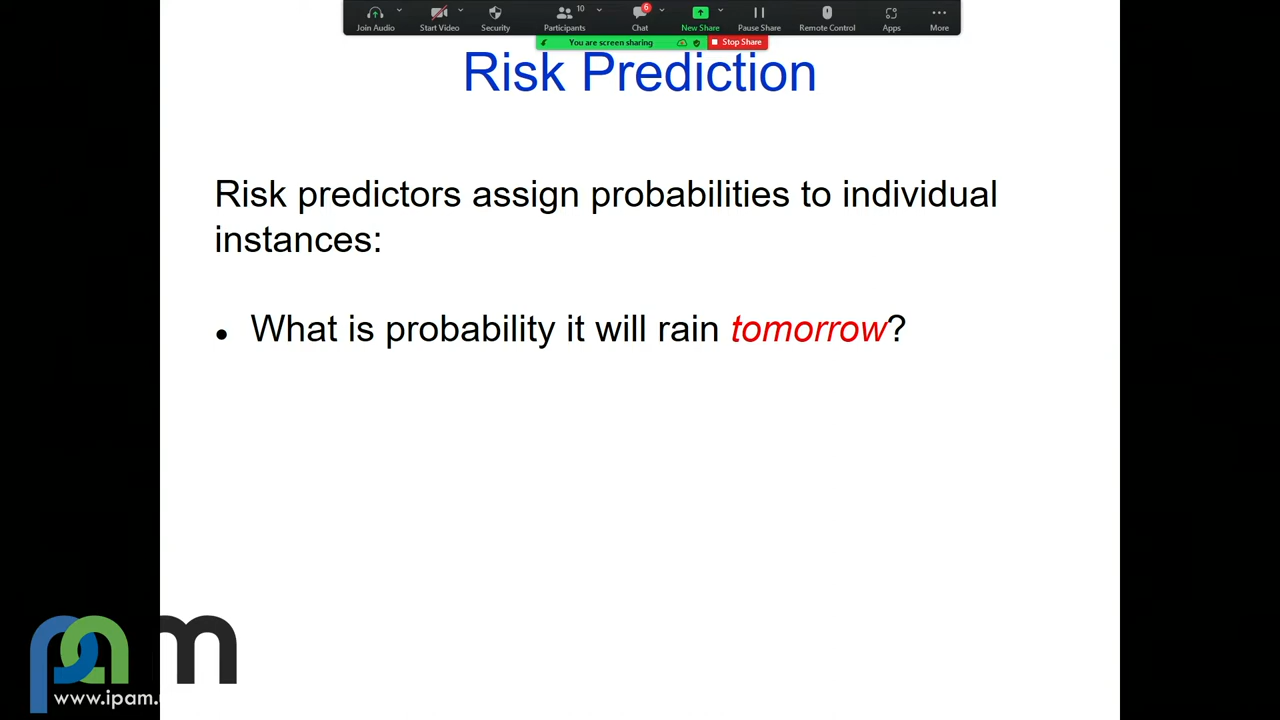 10
6
Join Audio Start Video Security Participants Chat New Share Pause Share Remote Control Apps More
You are screen sharing Stop Share
Risk Prediction
Risk predictors assign probabilities to individual
instances:
• What is probability it will rain tomorrow?
pam
www.ipam.u